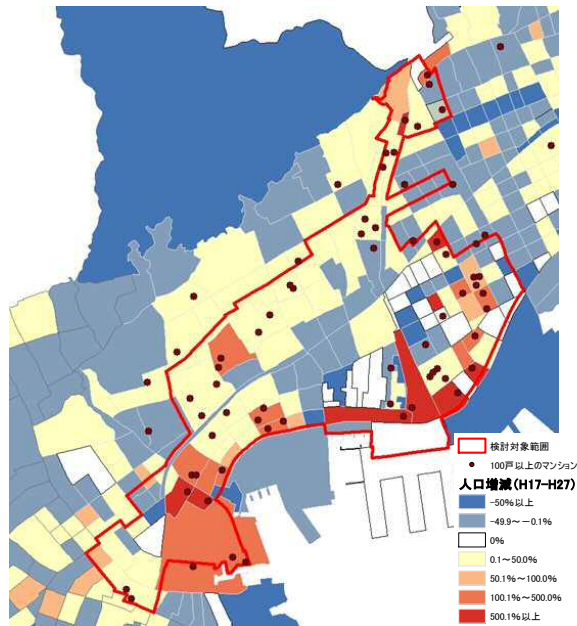 検討対象範囲
100戸以上のマンション
人口増減(H17-H27)
-50%以上
-49.9~-0.1%
0%
0.1~50.0%
50.1%~100.0%
100.1%~500.0%
500.1%以上